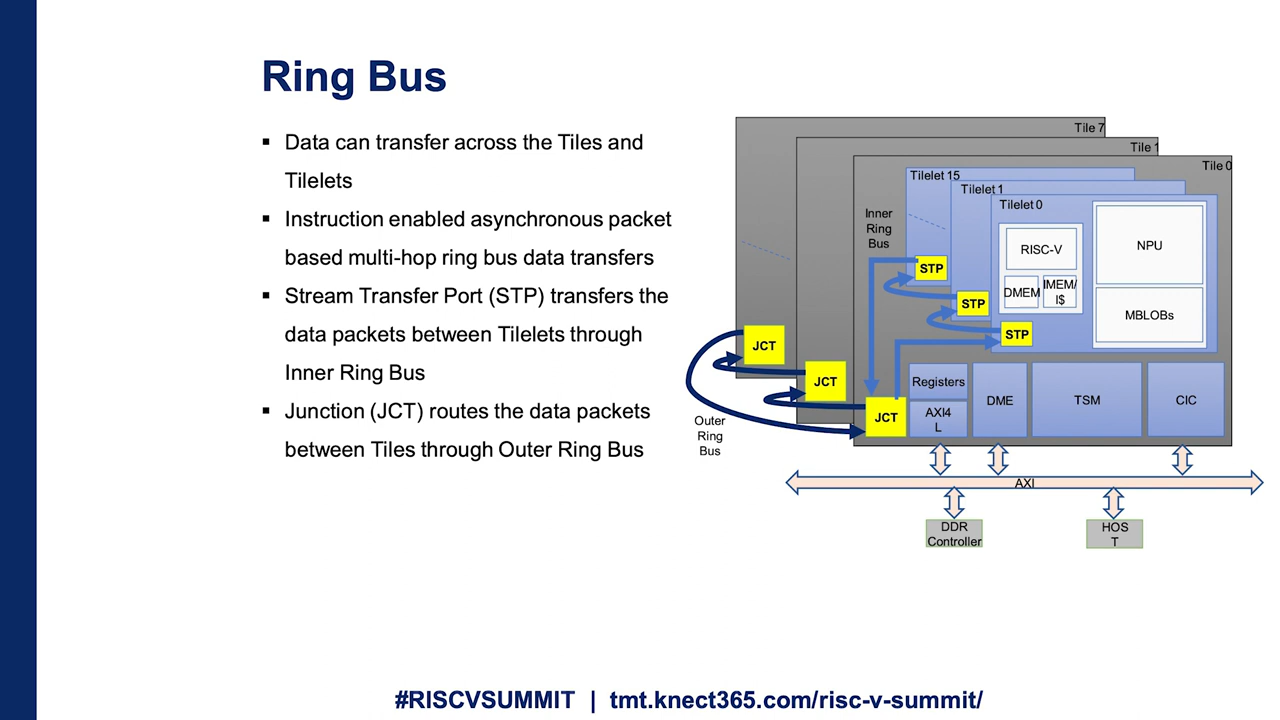 Ring Bus
▪ Data can transfer across the Tiles and
Tilelets
▪ Instruction enabled asynchronous packet
based multi-hop ring bus data transfers
▪ Stream Transfer Port (STP) transfers the
data packets between Tilelets through
Inner Ring Bus
▪ Junction (JCT) routes the data packets
between Tiles through Outer Ring Bus
Tile 7
Tile 1
Tile 0
Tilelet 15
Tilelet 1
Tilelet 0
Inner
Ring
Bus
RISC-V
NPU
STP
DMEM
IMEM/
I$
STP
MBLOBs
STP
JCT
JCT
JCT
Outer
Ring
Bus
Registers
AXI4
L
DME
TSM
CIC
AXI
DDR
Controller
HOS
T
#RISCVSUMMIT | tmt.knect365.com/risc-v-summit/